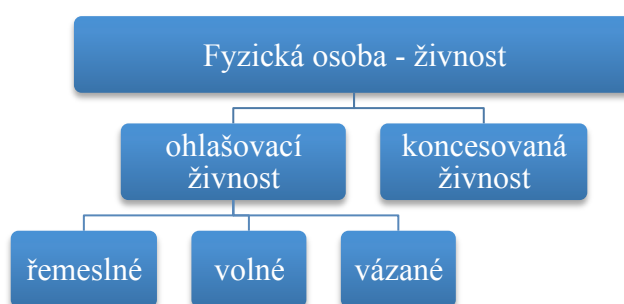 Fyzická osoba - živnost
ohlašovací
živnost
koncesovaná
živnost
řemeslné
volné
vázané